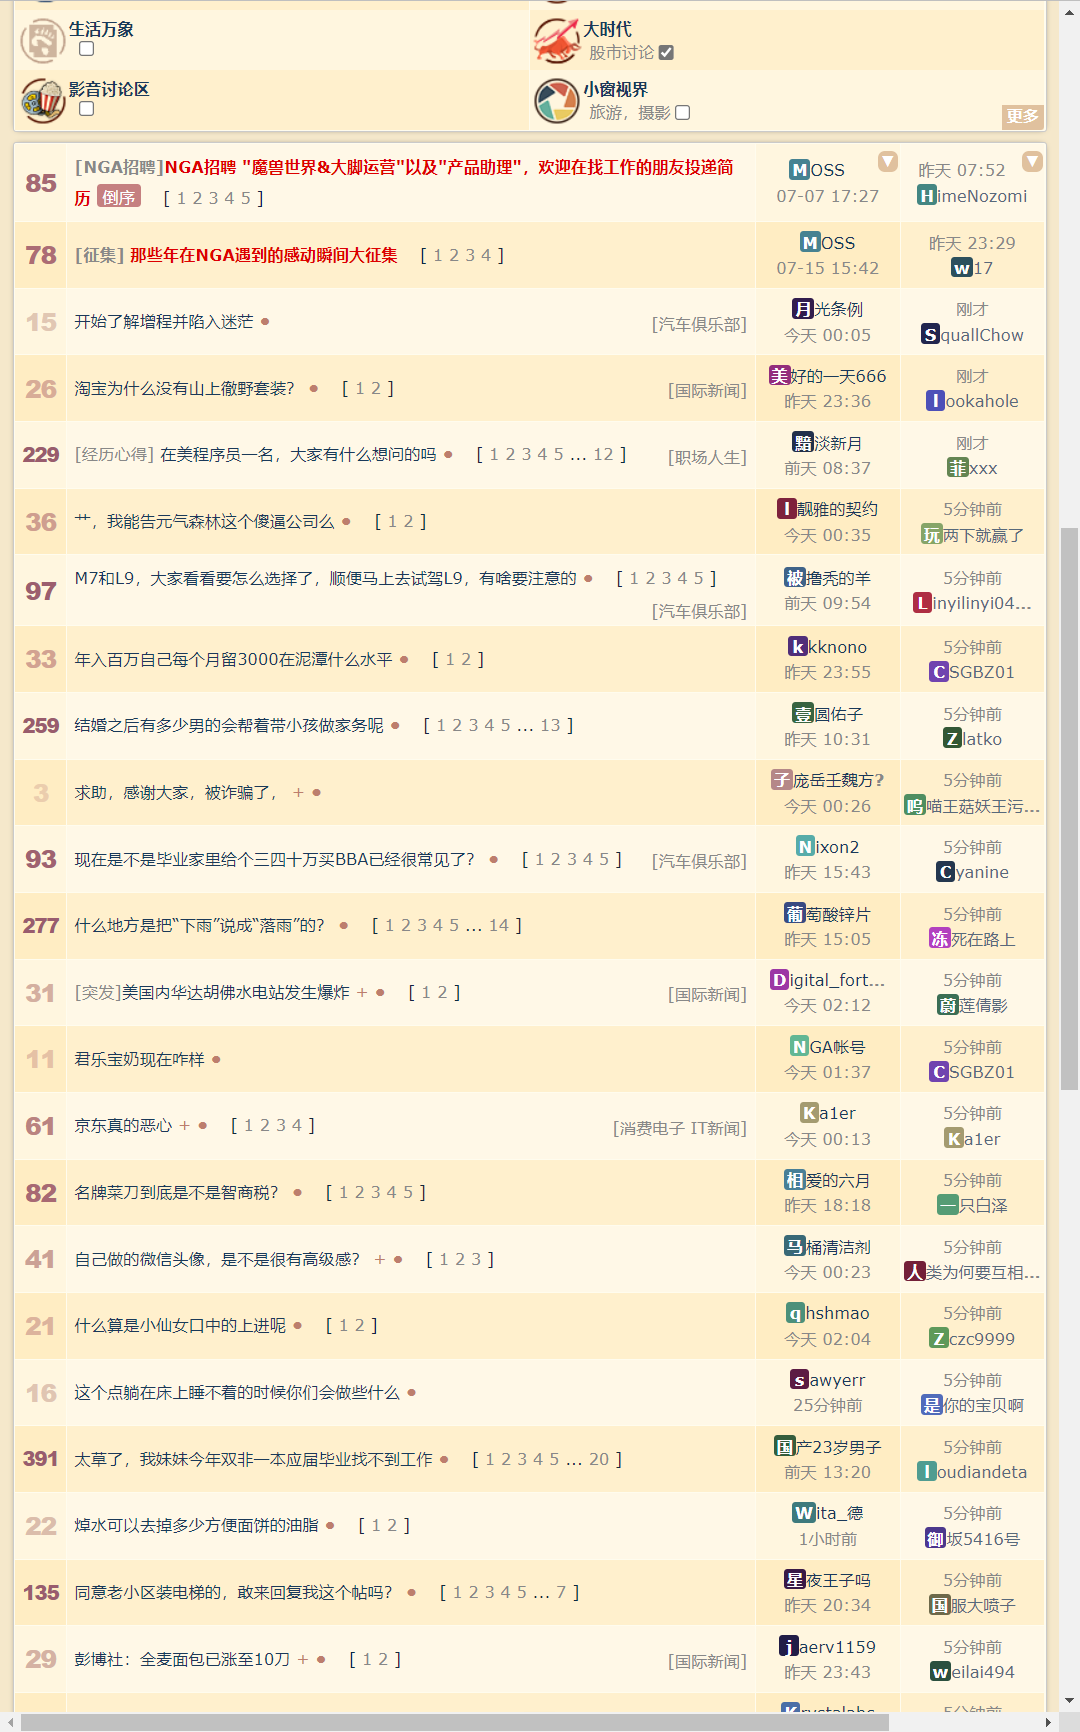 生活万象
大时代
股市讨论
影音讨论区
小窗视界
旅游，摄影
更多
85 [NGA招聘]NGA招聘 "魔兽世界&大脚运营"以及"产品助理"，欢迎在找工作的朋友投递简
历 倒序 [ 1 2 3 4 5 ]
MOSS
07-07 17:27
昨天 07:52
HimeNozomi
78 [征集] 那些年在NGA遇到的感动瞬间大征集 [ 1 2 3 4 ]
MOSS
07-15 15:42
昨天 23:29
w17
15 开始了解增程并陷入迷茫 [汽车俱乐部]
月光条例
今天 00:05
刚才
SquallChow
26 淘宝为什么没有山上徹野套装？ [ 1 2 ] [国际新闻]
美好的一天666
昨天 23:36
刚才
lookahole
229 [经历心得] 在美程序员一名，大家有什么想问的吗 [ 1 2 3 4 5 ... 12 ] [职场人生]
黯淡新月
前天 08:37
刚才
菲xxx
36 艹，我能告元气森林这个傻逼公司么 [ 1 2 ]
I靓雅的契约
今天 00:35
5分钟前
玩两下就赢了
97 M7和L9，大家看看要怎么选择了，顺便马上去试驾L9，有啥要注意的 [ 1 2 3 4 5 ]
[汽车俱乐部]
被撸秃的羊
前天 09:54
5分钟前
Linyilinyi04...
33 年入百万自己每个月留3000在泥潭什么水平 [ 1 2 ]
kkknono
昨天 23:55
5分钟前
CSGBZ01
259 结婚之后有多少男的会帮着带小孩做家务呢 [ 1 2 3 4 5 ... 13 ]
壹圆佑子
昨天 10:31
5分钟前
Zlatko
3 求助，感谢大家，被诈骗了， +
子庞岳壬魏方?
今天 00:26
5分钟前
呜喵王菇妖王污...
93 现在是不是毕业家里给个三四十万买BBA已经很常见了？ [ 1 2 3 4 5 ] [汽车俱乐部]
Nixon2
昨天 15:43
5分钟前
Cyanine
277 什么地方是把“下雨”说成“落雨”的？ [ 1 2 3 4 5 ... 14 ]
葡萄酸锌片
昨天 15:05
5分钟前
冻死在路上
31 [突发]美国内华达胡佛水电站发生爆炸 + [ 1 2 ] [国际新闻]
Digital_fort...
今天 02:12
5分钟前
蔚莲倩影
11 君乐宝奶现在咋样
NGA帐号
今天 01:37
5分钟前
CSGBZ01
61 京东真的恶心 + [ 1 2 3 4 ] [消费电子 IT新闻]
Ka1er
今天 00:13
5分钟前
Ka1er
82 名牌菜刀到底是不是智商税？ [ 1 2 3 4 5 ]
相爱的六月
昨天 18:18
5分钟前
一只白泽
41 自己做的微信头像，是不是很有高级感？ + [ 1 2 3 ]
马桶清洁剂
今天 00:23
5分钟前
人类为何要互相...
21 什么算是小仙女口中的上进呢 [ 1 2 ]
qhshmao
今天 02:04
5分钟前
Zczc9999
16 这个点躺在床上睡不着的时候你们会做些什么
sawyerr
25分钟前
5分钟前
是你的宝贝啊
391 太草了，我妹妹今年双非一本应届毕业找不到工作 [ 1 2 3 4 5 ... 20 ]
国产23岁男子
前天 13:20
5分钟前
loudiandeta
22 焯水可以去掉多少方便面饼的油脂 [ 1 2 ]
Wita_德
1小时前
5分钟前
御坂5416号
135 同意老小区装电梯的，敢来回复我这个帖吗？ [ 1 2 3 4 5 ... 7 ]
星夜王子吗
昨天 20:34
5分钟前
国服大喷子
29 彭博社：全麦面包已涨至10刀 + [ 1 2 ] [国际新闻]
jaerv1159
昨天 23:43
5分钟前
weilai494
5分钟前